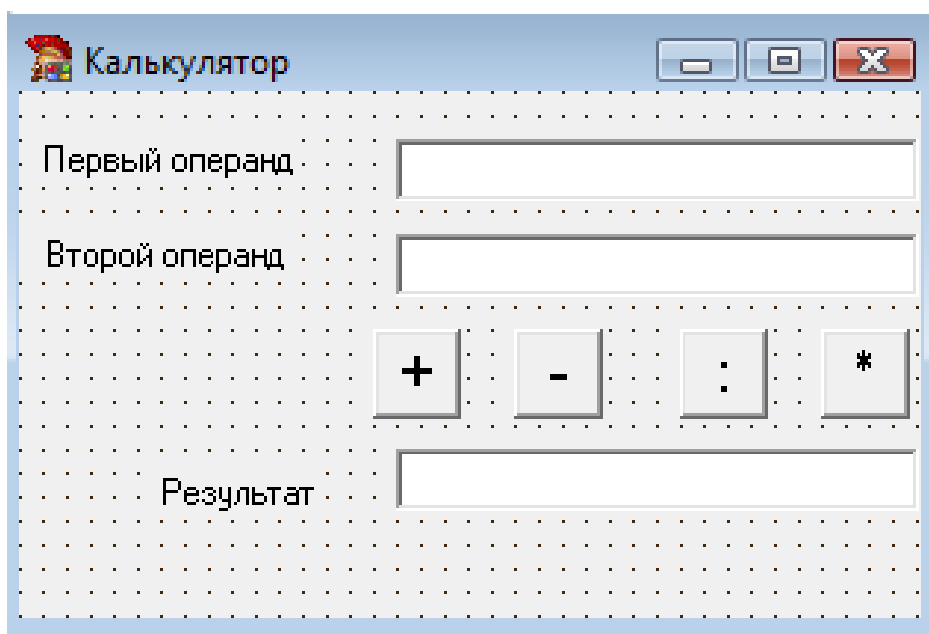 Калькулятор
Первый операнд
Второй операнд
+ - : *
Результат